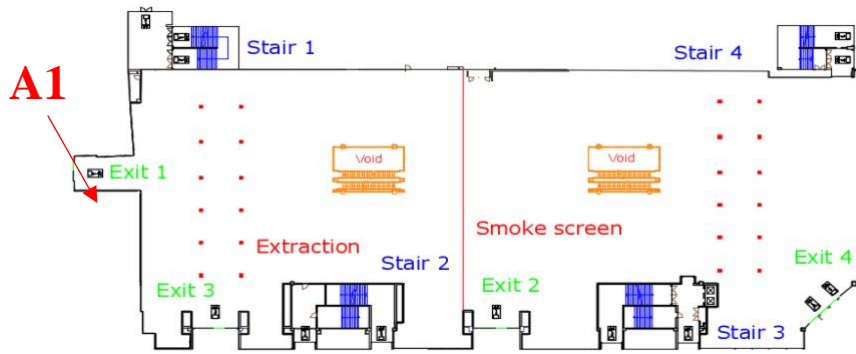 Stair 1
Stair 4
A1
Void
Void
Exit 1
Smoke screen
Extraction
Stair 2
Exit 4
Exit 3
Exit 2
Stair 3